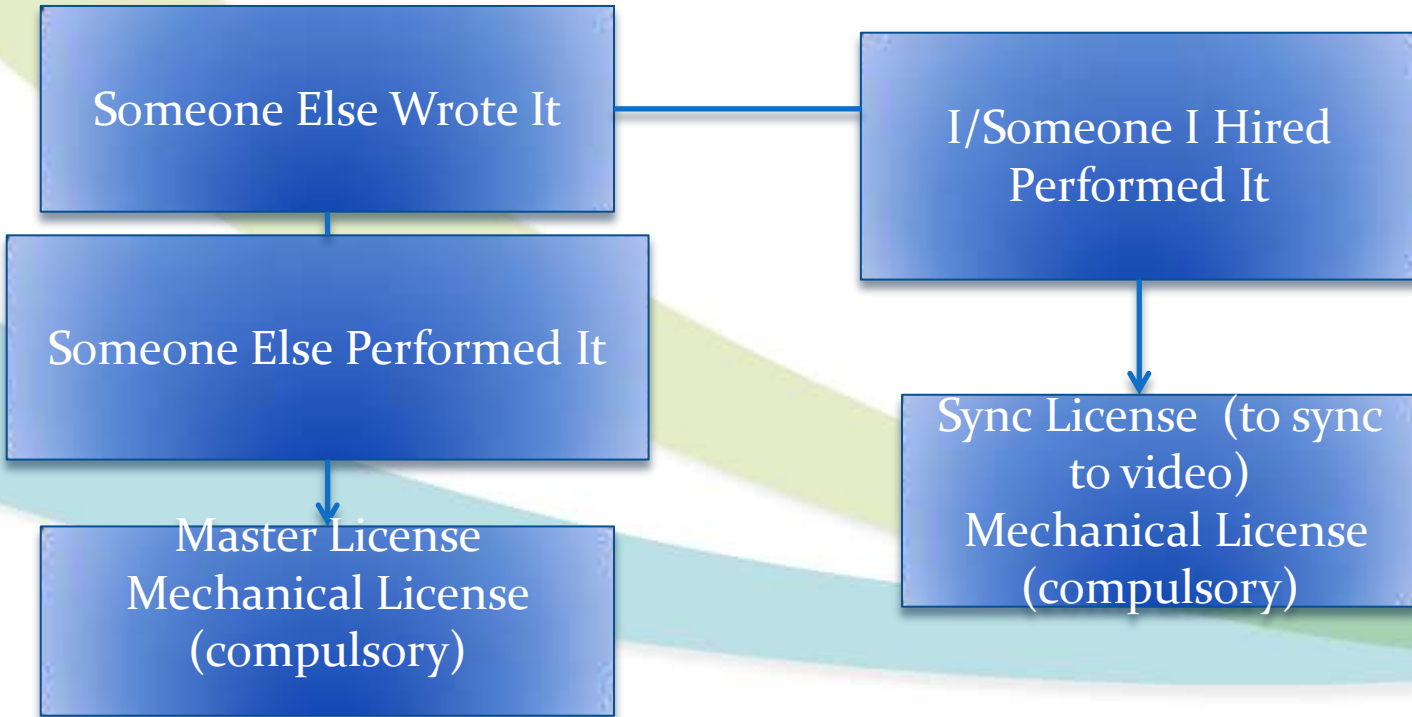 Someone Else Wrote It
I/Someone I Hired
Performed It
Someone Else Performed It
Sync License (to sync
to video)
Mechanical License
(compulsory)
Master License
Mechanical License
(compulsory)